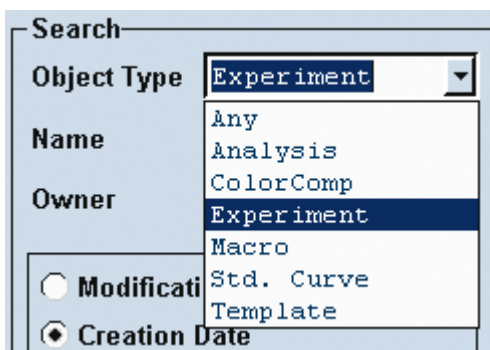 Search
Object Type Experiment
Any
Name
Analysis
ColorComp
Owner
Experiment
Macro
Modificati Std. Curve
Template
Creation Date